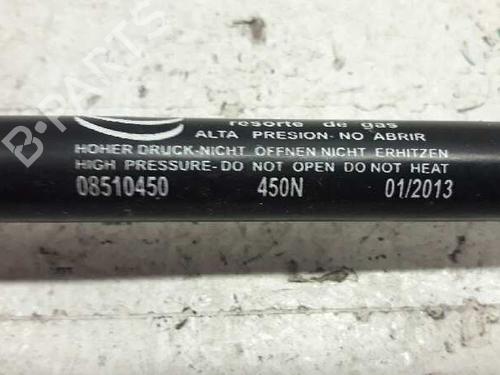 resorte de gas
ALTA PRESION-NO ABRIR
HOHER DRUCK-NICHT ÖFFNEN NICHT ERHITZEN
HIGH PRESSURE-DO NOT OPEN DO NOT HEAT
08510450 450N 01/2013
B-PARTS